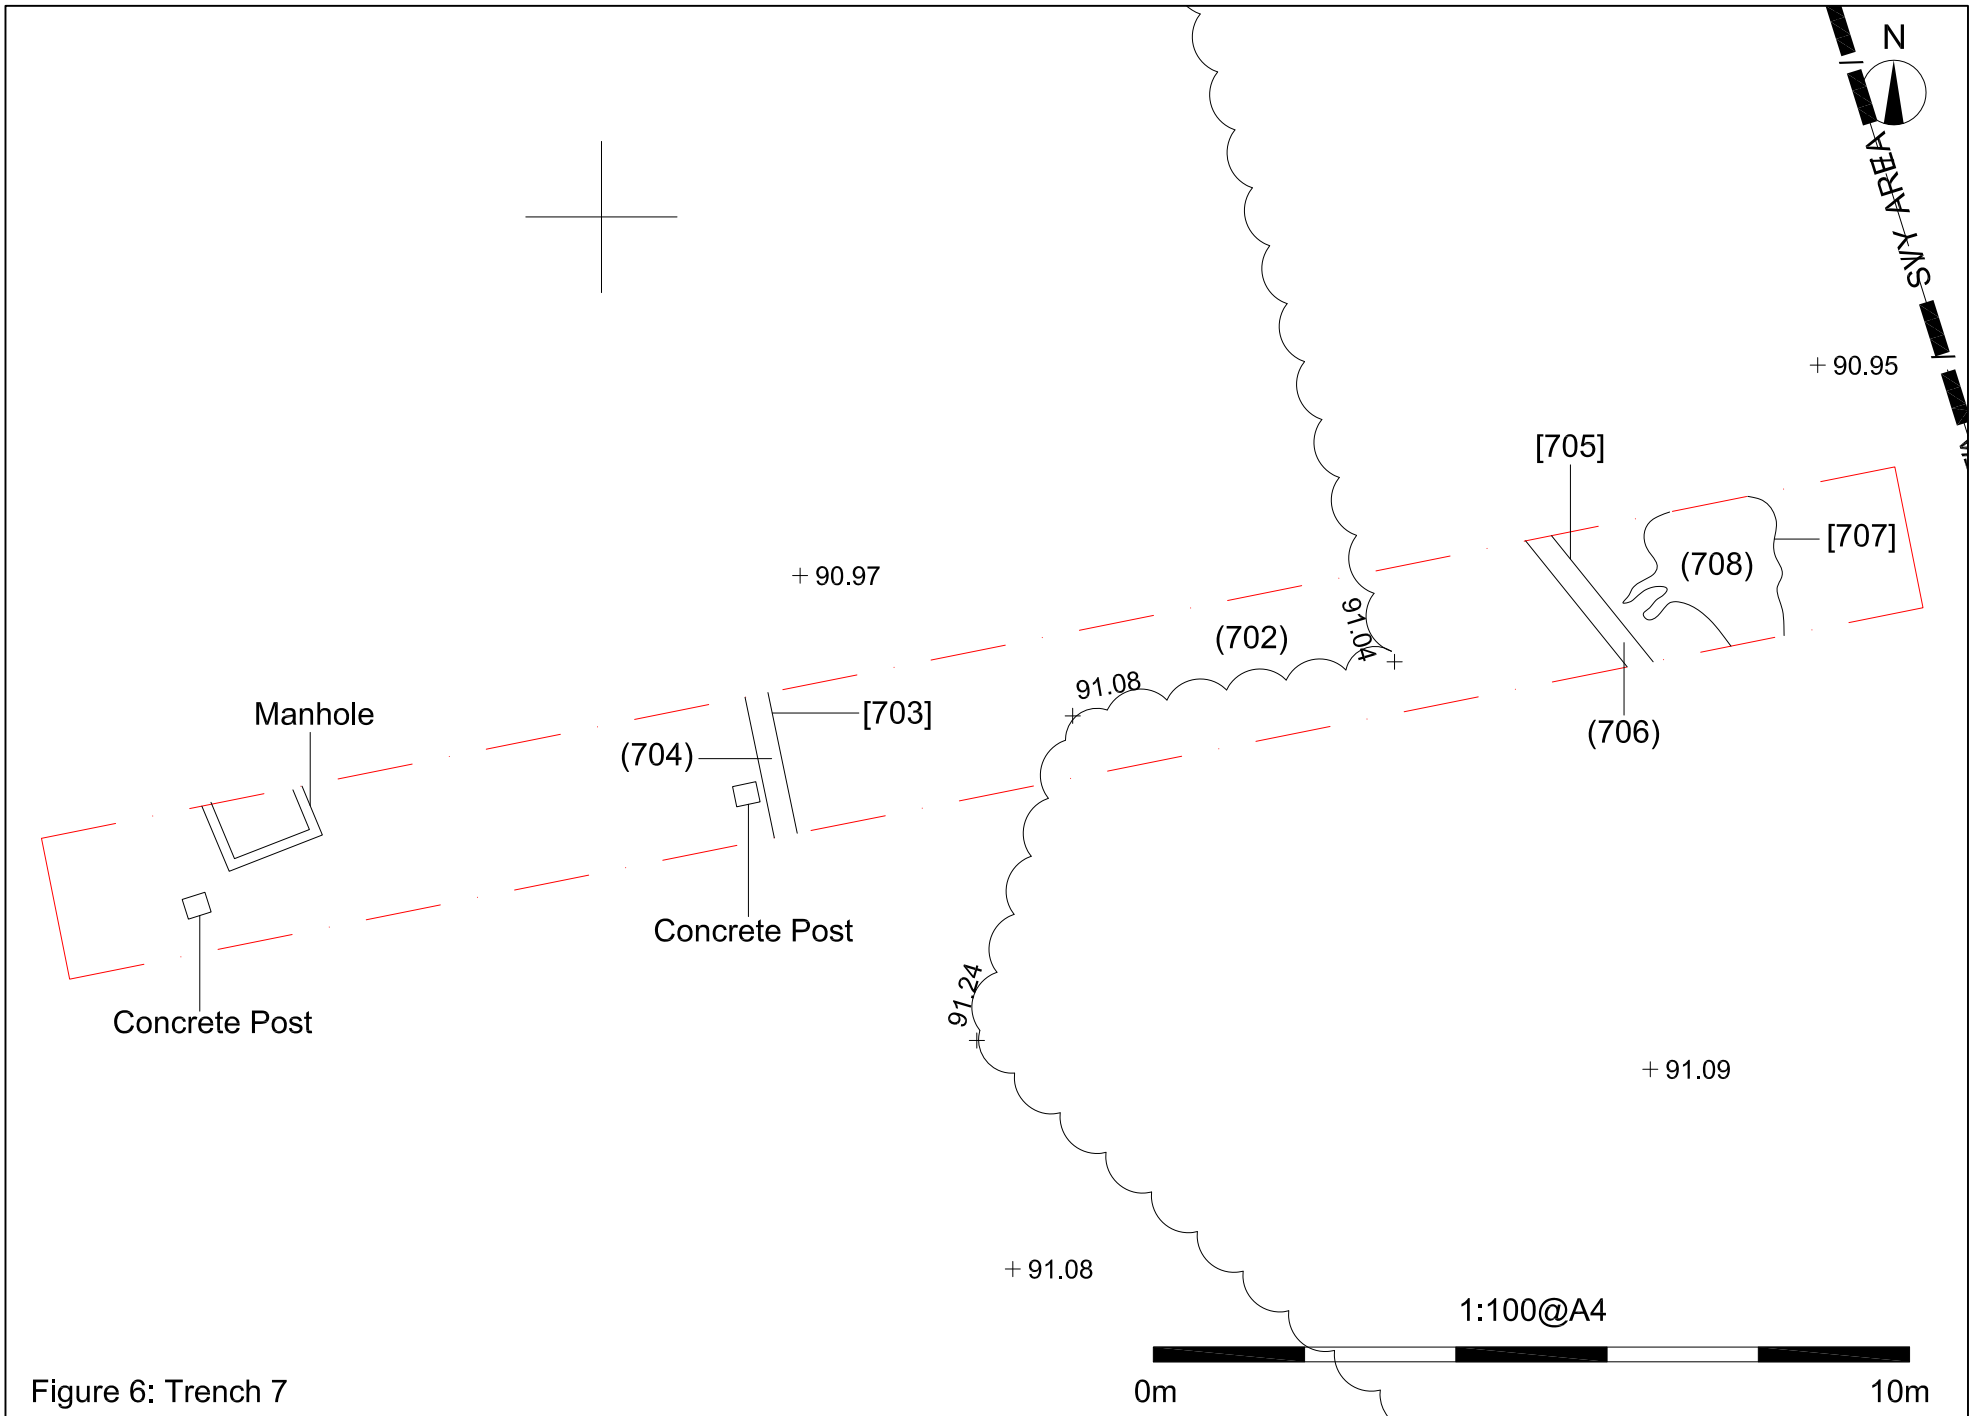 N
SVY AREA
+ 90.95
[705]
[707]
(708)
+ 90.97
91.04
(702)
91.08
[703]
Manhole
(704)
(706)
Concrete Post
91.24
Concrete Post
+ 91.09
+ 91.08
1:100@A4
0m
10m
Figure 6: Trench 7